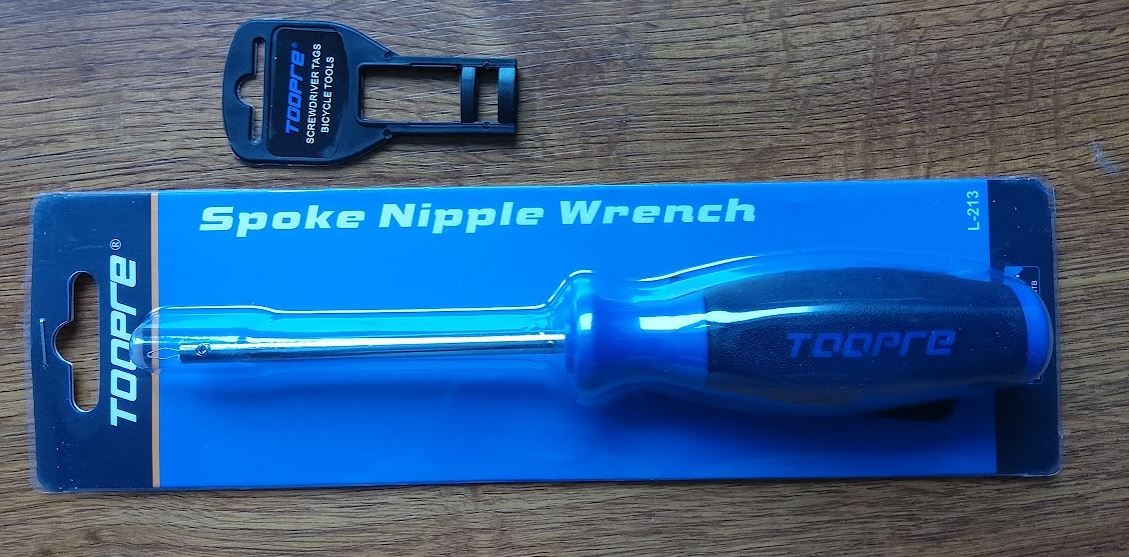 TOOPre®
SCREWDRIVER TAGS
BICYCLE TOOLS
Spoke Nipple Wrench
L-213
TOOPre®
TOOPre